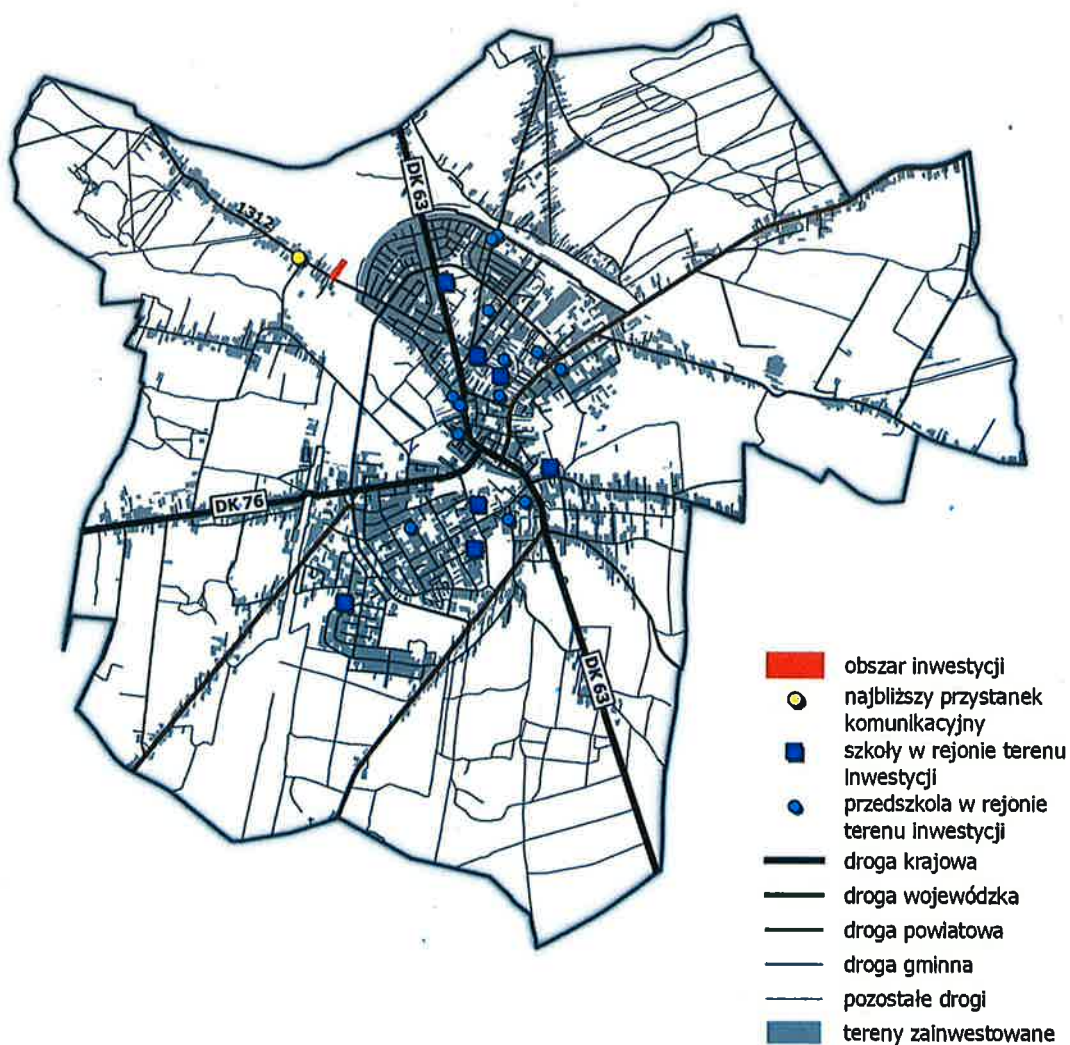 DK 63
1312
DK 76
DK 63
obszar inwestycji
najbliższy przystanek
komunikacyjny
szkoły w rejonie terenu
inwestycji
przedszkola w rejonie
terenu inwestycji
droga krajowa
droga wojewódzka
droga powiatowa
droga gminna
pozostałe drogi
tereny zainwestowane